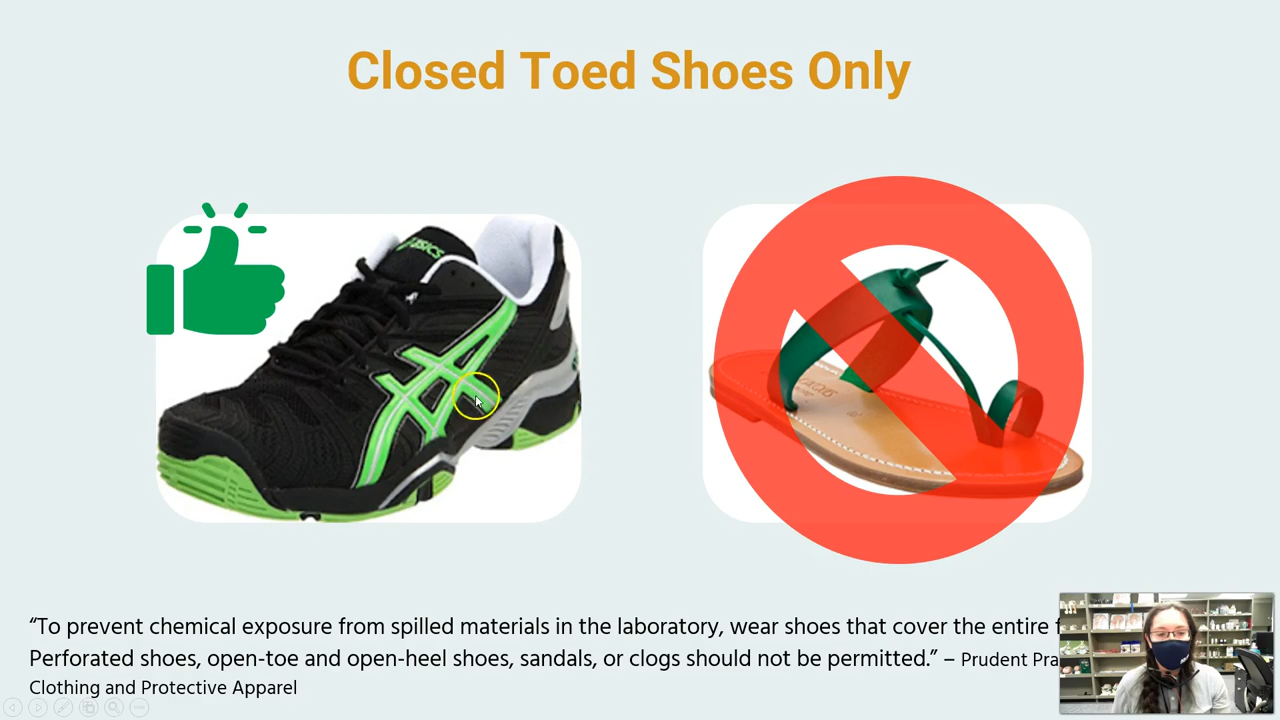 Closed Toed Shoes Only
ASICS
“To prevent chemical exposure from spilled materials in the laboratory, wear shoes that cover the entire
Perforated shoes, open-toe and open-heel shoes, sandals, or clogs should not be permitted.” – Prudent
Clothing and Protective Apparel